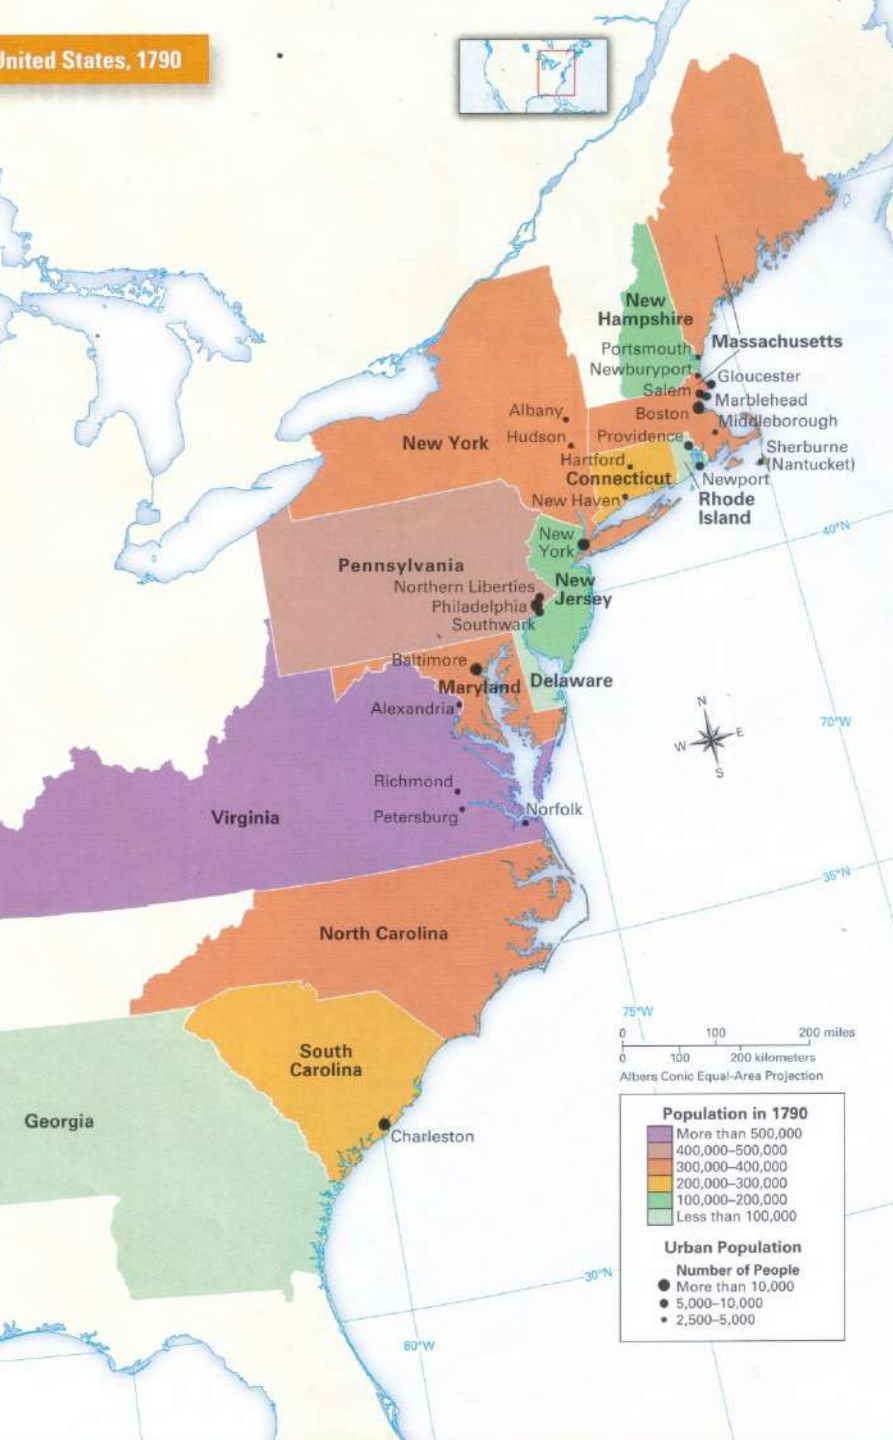 United States, 1790
New
Hampshire
Portsmouth
Massachusetts
Newburyport
Gloucester
Salem
Marblehead
Boston
Middleborough
Albany
New York
Hudson
Providence
Sherburne
(Nantucket)
Hartford
Connecticut
Newport
New Haven
Rhode
Island
40°N
New
York
Pennsylvania
Northern Liberties
New
Jersey
Philadelphia
Southwark
Baltimore
Maryland
Delaware
Alexandria
N
E
W
S
70°W
Richmond
Virginia
Petersburg
Norfolk
35°N
North Carolina
75°W
0 100 200 miles
0 100 200 kilometers
Albers Conic Equal-Area Projection
South
Carolina
Georgia
Charleston
Population in 1790
More than 500,000
400,000–500,000
300,000–400,000
200,000–300,000
100,000–200,000
Less than 100,000
Urban Population
Number of People
More than 10,000
5,000–10,000
2,500–5,000
30°N
80°W